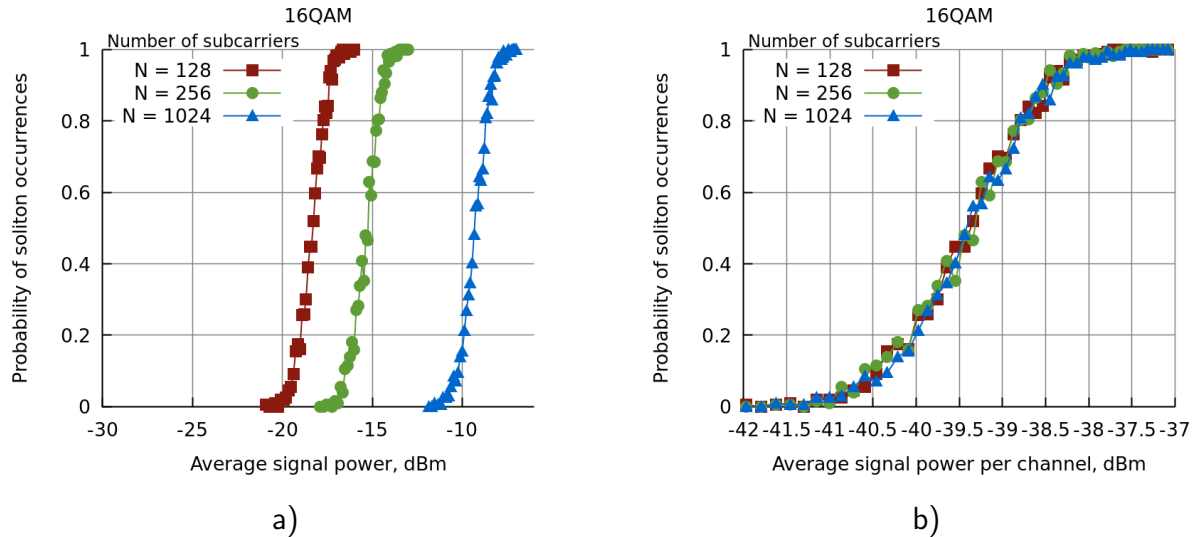 16QAM
Number of subcarriers
N = 128
N = 256
N = 1024
Probability of soliton occurrences
1
0.8
0.6
0.4
0.2
0
-30
-25
-20
-15
-10
Average signal power, dBm
a)
16QAM
Number of subcarriers
N = 128
N = 256
N = 1024
Probability of soliton occurrences
1
0.8
0.6
0.4
0.2
0
-42
-41.5
-41
-40.5
-40
-39.5
-39
-38.5
-38
-37.5
-37
Average signal power per channel, dBm
b)